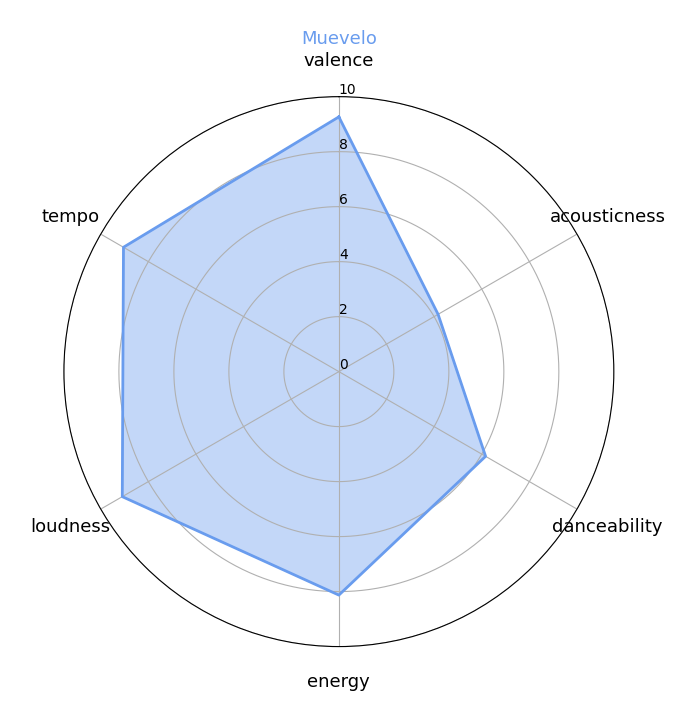 Muevelo
valence
10
8
tempo
acousticness
6
4
2
0
loudness
danceability
energy